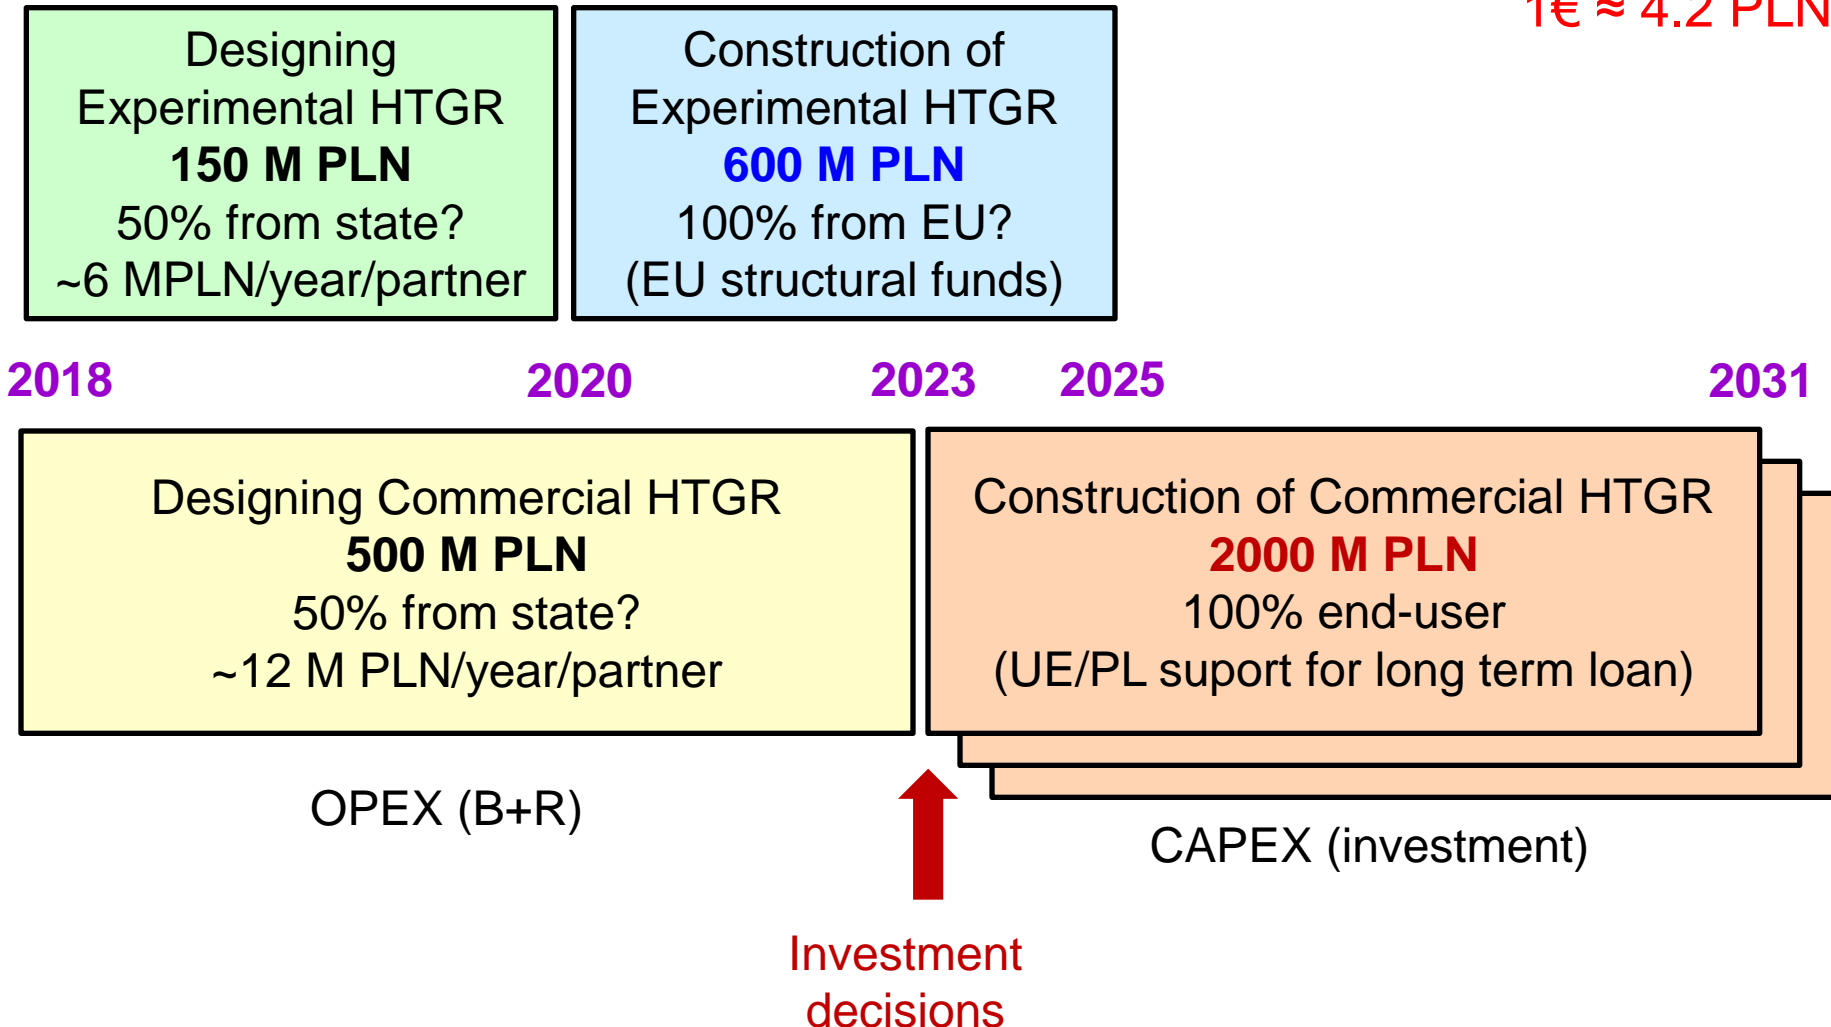 1€ ≈ 4.2 PLN
Designing
Experimental HTGR
150 M PLN
50% from state?
~6 MPLN/year/partner
Construction of
Experimental HTGR
600 M PLN
100% from EU?
(EU structural funds)
2018
2020
2023
2025
2031
Designing Commercial HTGR
500 M PLN
50% from state?
~12 M PLN/year/partner
Construction of Commercial HTGR
2000 M PLN
100% end-user
(UE/PL suport for long term loan)
OPEX (B+R)
CAPEX (investment)
Investment
decisions